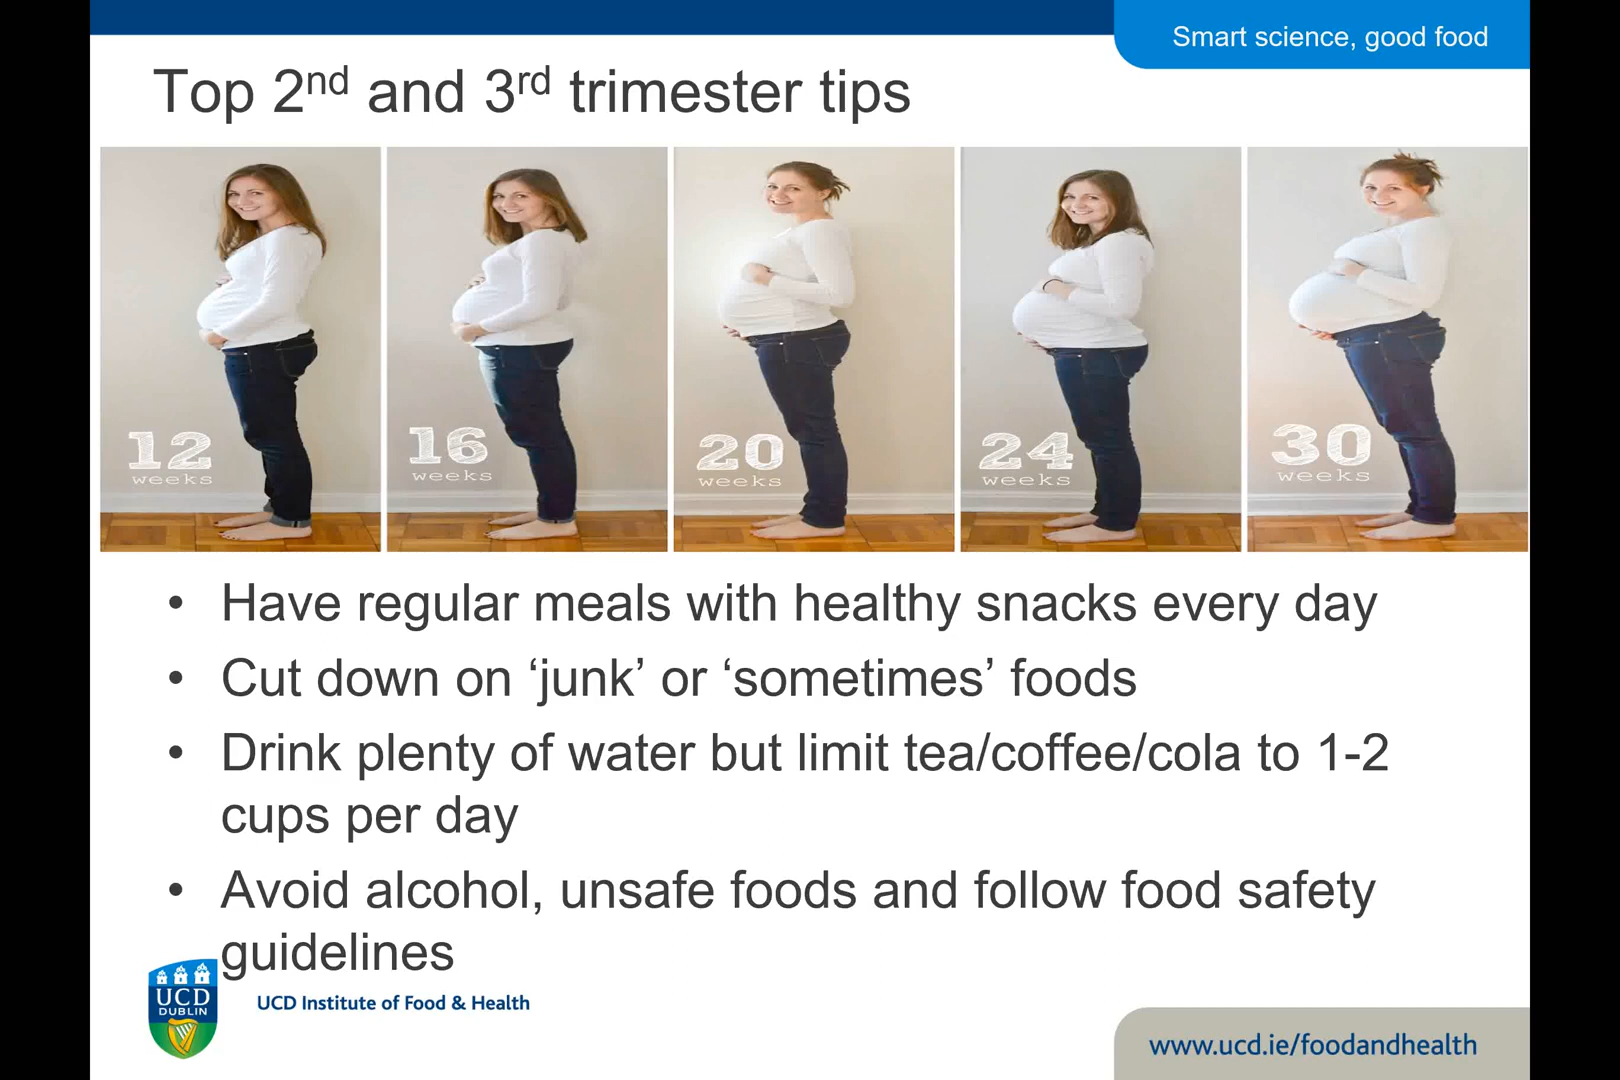 Smart science, good food
Top 2nd and 3rd trimester tips
12
weeks
16
weeks
20
weeks
24
weeks
30
weeks
• Have regular meals with healthy snacks every day
• Cut down on ‘junk’ or ‘sometimes’ foods
• Drink plenty of water but limit tea/coffee/cola to 1-2
cups per day
• Avoid alcohol, unsafe foods and follow food safety
guidelines
UCD
DUBLIN
UCD Institute of Food & Health
www.ucd.ie/foodandhealth